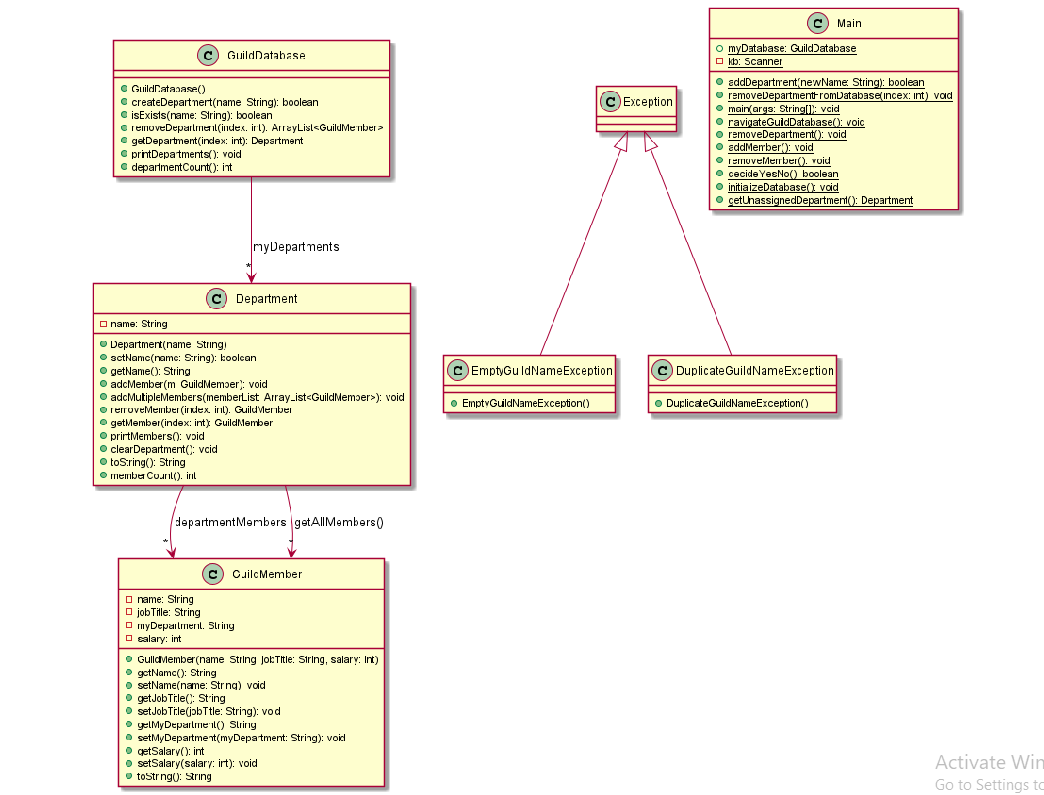 C GuildDatabase
GuildDatabase()
createDepartment(name: String): boolean
isExists(name: String): boolean
removeDepartment(index: int): ArrayList<GuildMember>
getDepartment(index: int): Department
printDepartments(): void
departmentCount(): int
myDepartments
*
C Department
name: String
Department(name: String)
setName(name: String): boolean
getName(): String
addMember(m: GuildMember): void
addMultipleMembers(memberList: ArrayList<GuildMember>): void
removeMember(index: int): GuildMember
getMember(index: int): GuildMember
printMembers(): void
clearDepartment(): void
toString(): String
memberCount(): int
departmentMembers
*
getAllMembers()
*
C GuildMember
name: String
jobTitle: String
myDepartment: String
salary: int
GuildMember(name: String, jobTitle: String, salary: int)
getName(): String
setName(name: String): void
getJobTitle(): String
setJobTitle(jobTitle: String): void
getMyDepartment(): String
setMyDepartment(myDepartment: String): void
getSalary(): int
setSalary(salary: int): void
toString(): String
C Exception
C EmptyGuildNameException
EmptyGuildNameException()
C DuplicateGuildNameException
DuplicateGuildNameException()
C Main
myDatabase: GuildDatabase
kb: Scanner
addDepartment(newName: String): boolean
removeDepartmentFromDatabase(index: int): void
main(args: String[]): void
navigateGuildDatabase(): void
removeDepartment(): void
addMember(): void
removeMember(): void
decideYesNo(): boolean
initializeDatabase(): void
getUnassignedDepartment(): Department
Activate Win
Go to Settings to